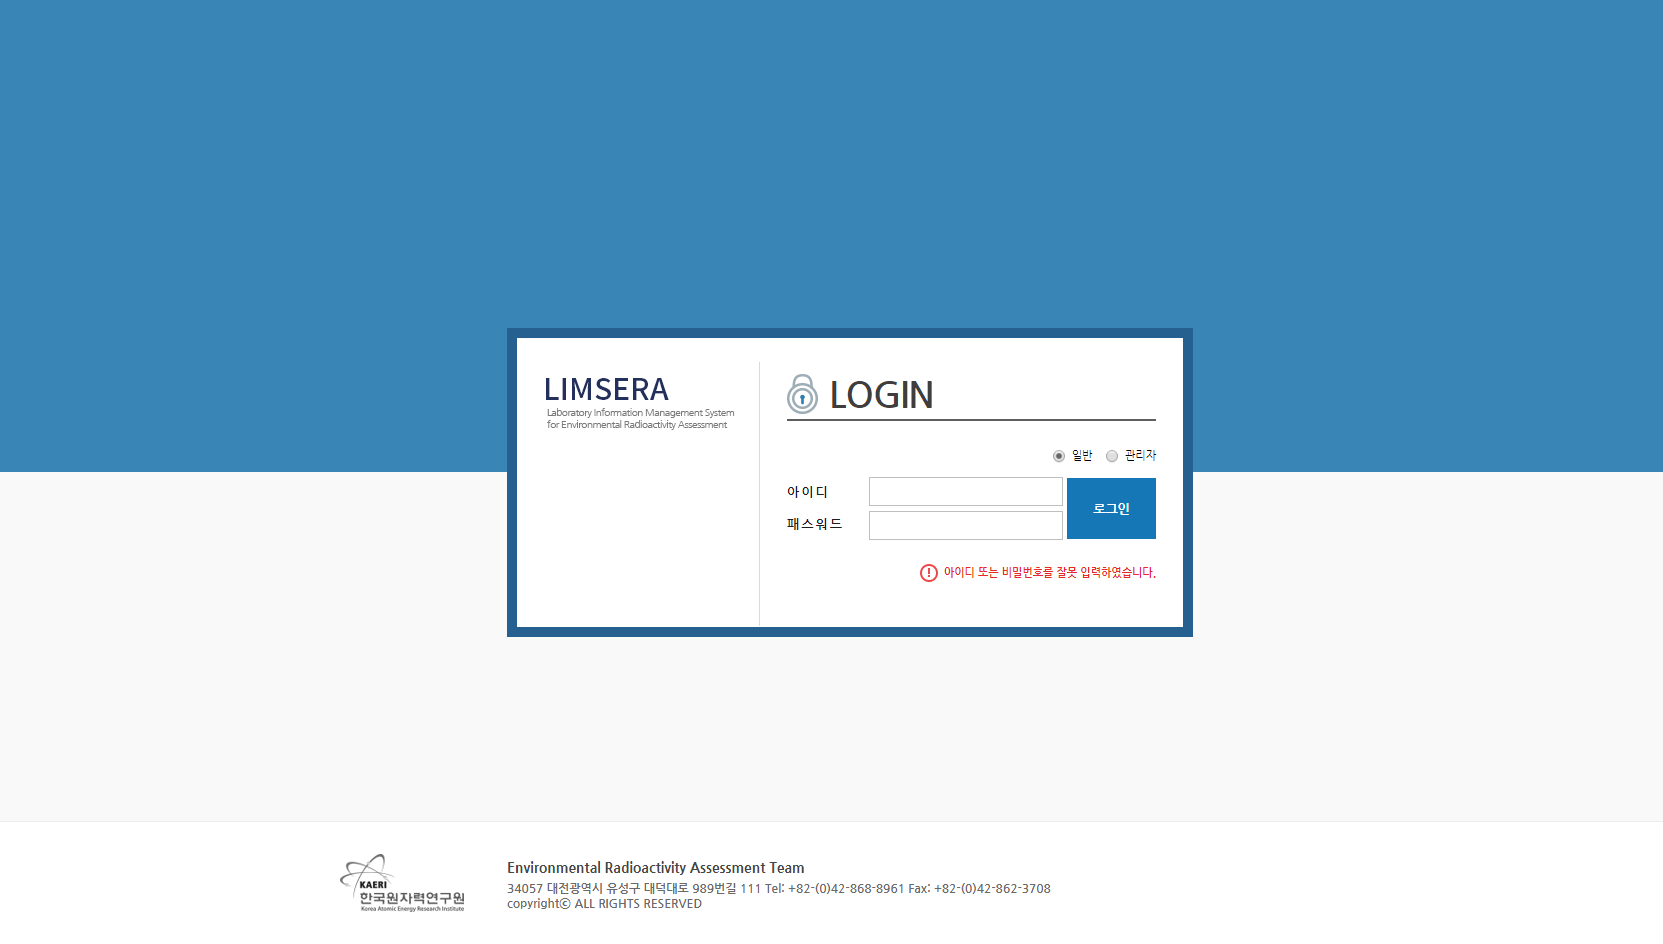 LIMSERA
Laboratory Information Management System
for Environmental Radioactivity Assessment
LOGIN
일반 관리자
아이디
패스워드
로그인
아이디 또는 비밀번호를 잘못 입력하였습니다.
KAERI
한국원자력연구원
Korea Atomic Energy Research Institute
Environmental Radioactivity Assessment Team
34057 대전광역시 유성구 대덕대로 989번길 111 Tel: +82-(0)42-868-8961 Fax: +82-(0)42-862-3708
copyrightⓒ ALL RIGHTS RESERVED